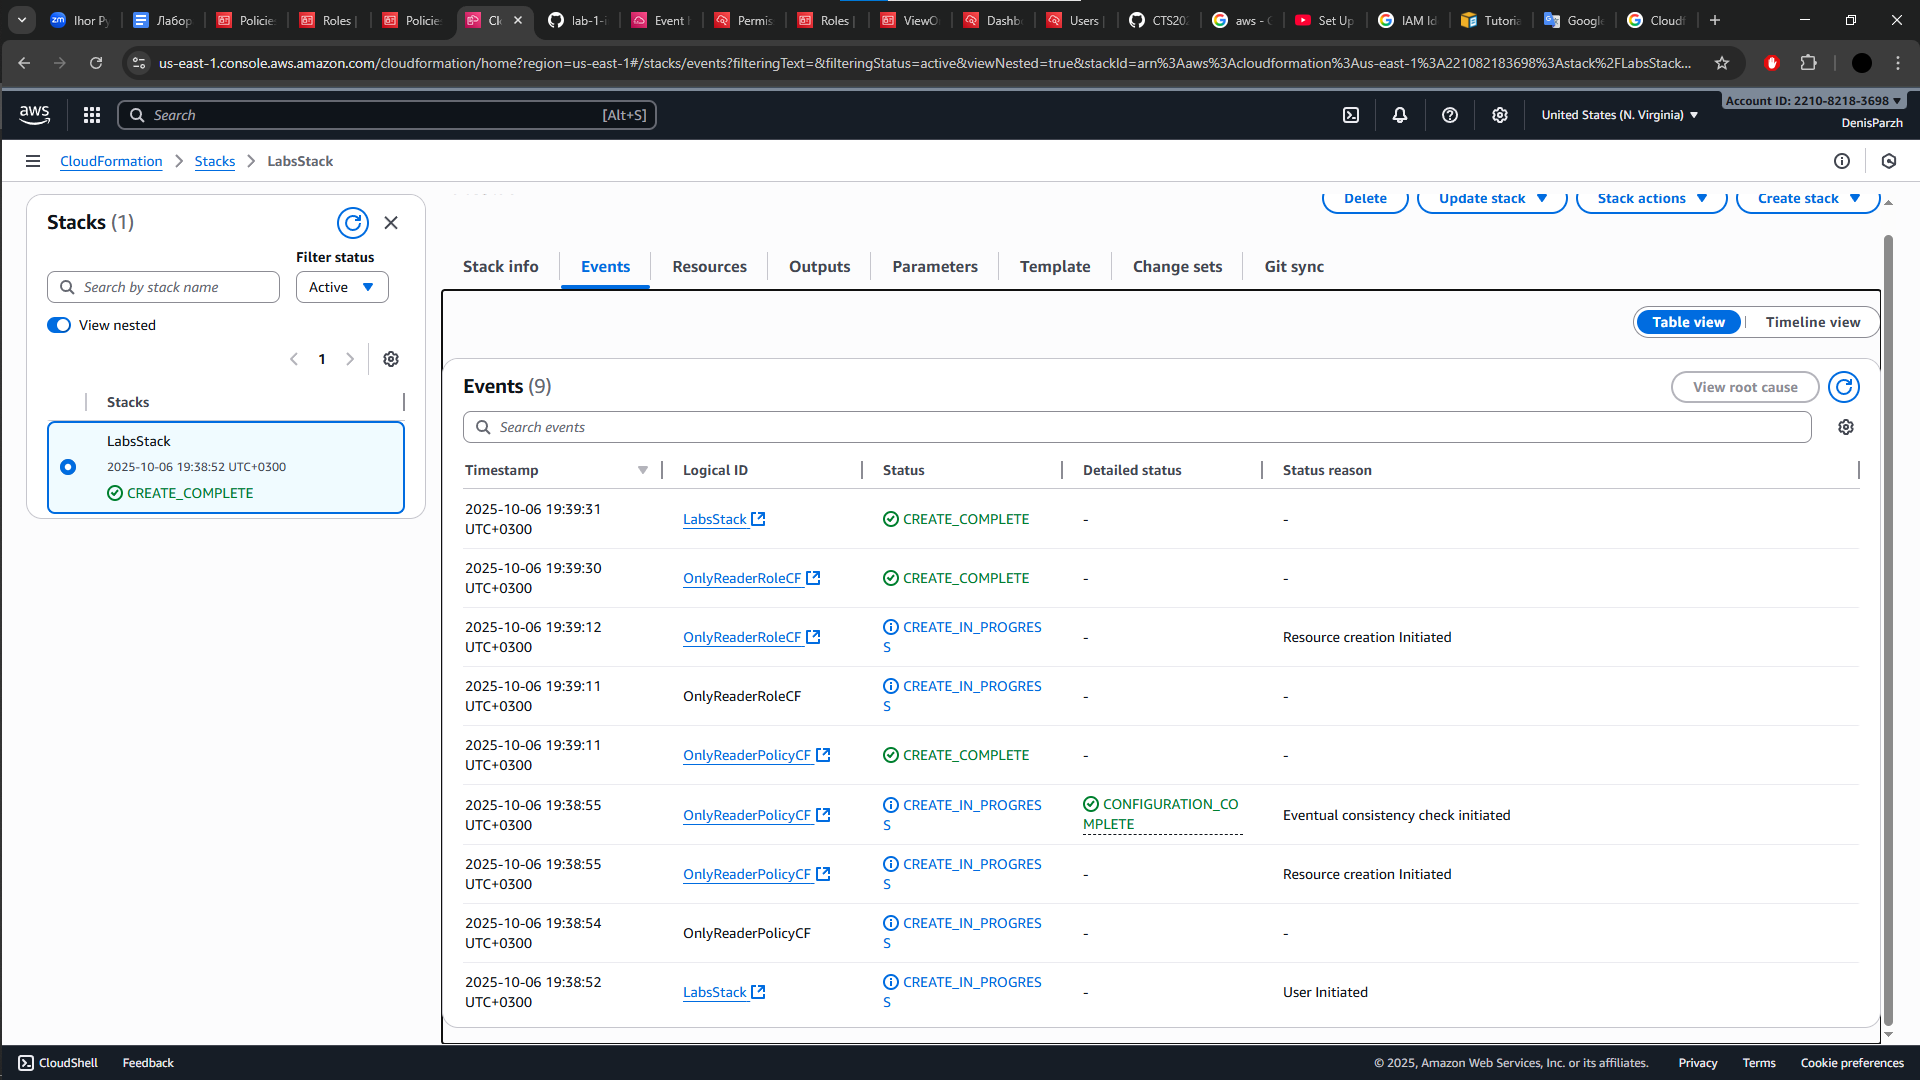 Ihor Py
Лабор
Policie
Roles |
Policie
Clo
lab-1-i
Event
Permis
Roles |
ViewO
Dashb
Users |
CTS202
aws - C
Set Up
IAM Id
Tutoria
Google
Cloudf
us-east-1.console.aws.amazon.com/cloudformation/home?region=us-east-1#/stacks/events?filteringText=&filteringStatus=active&viewNested=true&stackId=arn%3Aaws%3Acloudformation%3Aus-east-1%3A221082183698%3Astack%2FLabsStack...
aws
Search [Alt+S]
United States (N. Virginia)
Account ID: 2210-8218-3698
DenisParzh
CloudFormation > Stacks > LabsStack
Stacks (1)
Filter status
Search by stack name
Active
View nested
1
Stacks
LabsStack
2025-10-06 19:38:52 UTC+0300
CREATE_COMPLETE
Delete
Update stack
Stack actions
Create stack
Stack info
Events
Resources
Outputs
Parameters
Template
Change sets
Git sync
Table view
Timeline view
Events (9)
View root cause
Search events
Timestamp Logical ID Status Detailed status Status reason
2025-10-06 19:39:31
UTC+0300
LabsStack
CREATE_COMPLETE
-
-
2025-10-06 19:39:30
UTC+0300
OnlyReaderRoleCF
CREATE_COMPLETE
-
-
2025-10-06 19:39:12
UTC+0300
OnlyReaderRoleCF
CREATE_IN_PROGRES
S
-
Resource creation Initiated
2025-10-06 19:39:11
UTC+0300
OnlyReaderRoleCF
CREATE_IN_PROGRES
S
-
-
2025-10-06 19:39:11
UTC+0300
OnlyReaderPolicyCF
CREATE_COMPLETE
-
-
2025-10-06 19:38:55
UTC+0300
OnlyReaderPolicyCF
CREATE_IN_PROGRES
S
CONFIGURATION_CO
MPLETE
Eventual consistency check initiated
2025-10-06 19:38:55
UTC+0300
OnlyReaderPolicyCF
CREATE_IN_PROGRES
S
-
Resource creation Initiated
2025-10-06 19:38:54
UTC+0300
OnlyReaderPolicyCF
CREATE_IN_PROGRES
S
-
-
2025-10-06 19:38:52
UTC+0300
LabsStack
CREATE_IN_PROGRES
S
-
User Initiated
CloudShell
Feedback
© 2025, Amazon Web Services, Inc. or its affiliates.
Privacy
Terms
Cookie preferences